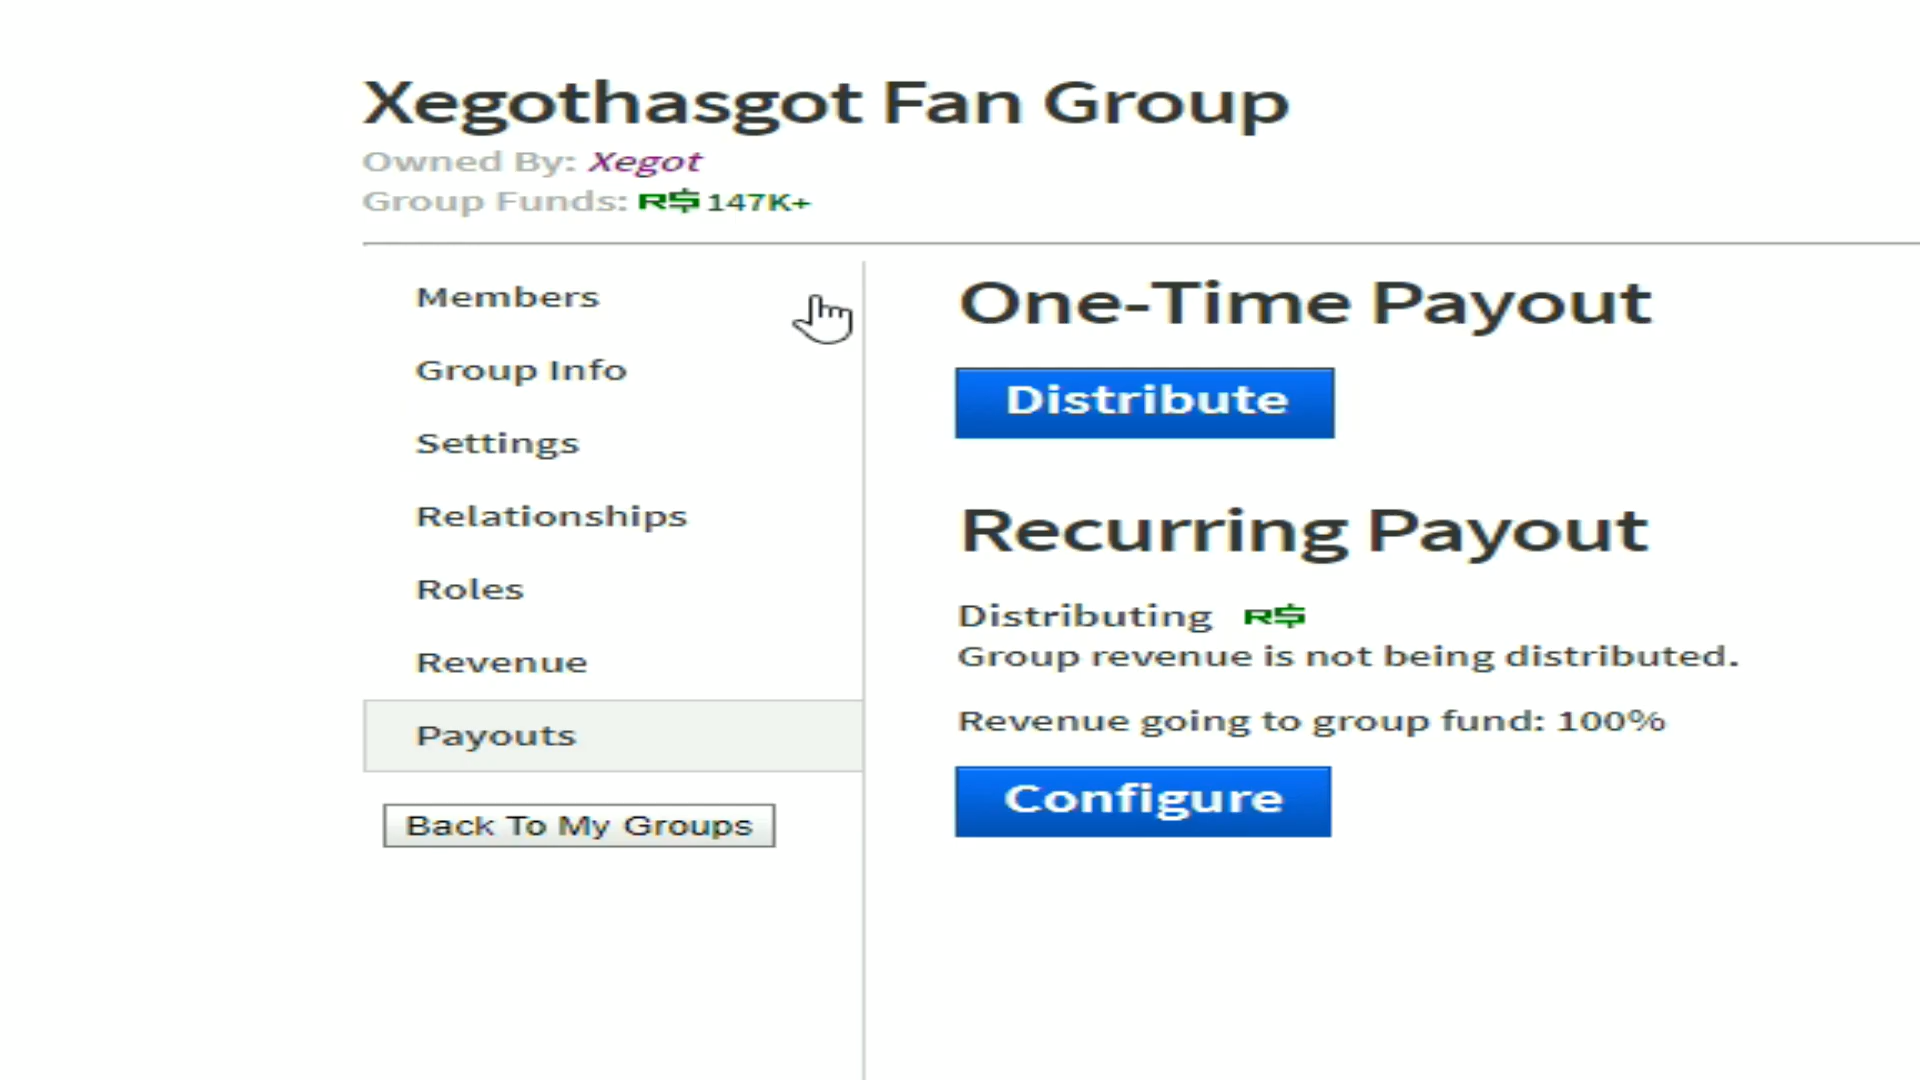 Xegothasgot Fan Group
Owned By: Xegot
Group Funds: R$ 147K+
Members
Group Info
Settings
Relationships
Roles
Revenue
Payouts
Back To My Groups
One-Time Payout
Distribute
Recurring Payout
Distributing R$
Group revenue is not being distributed.
Revenue going to group fund: 100%
Configure